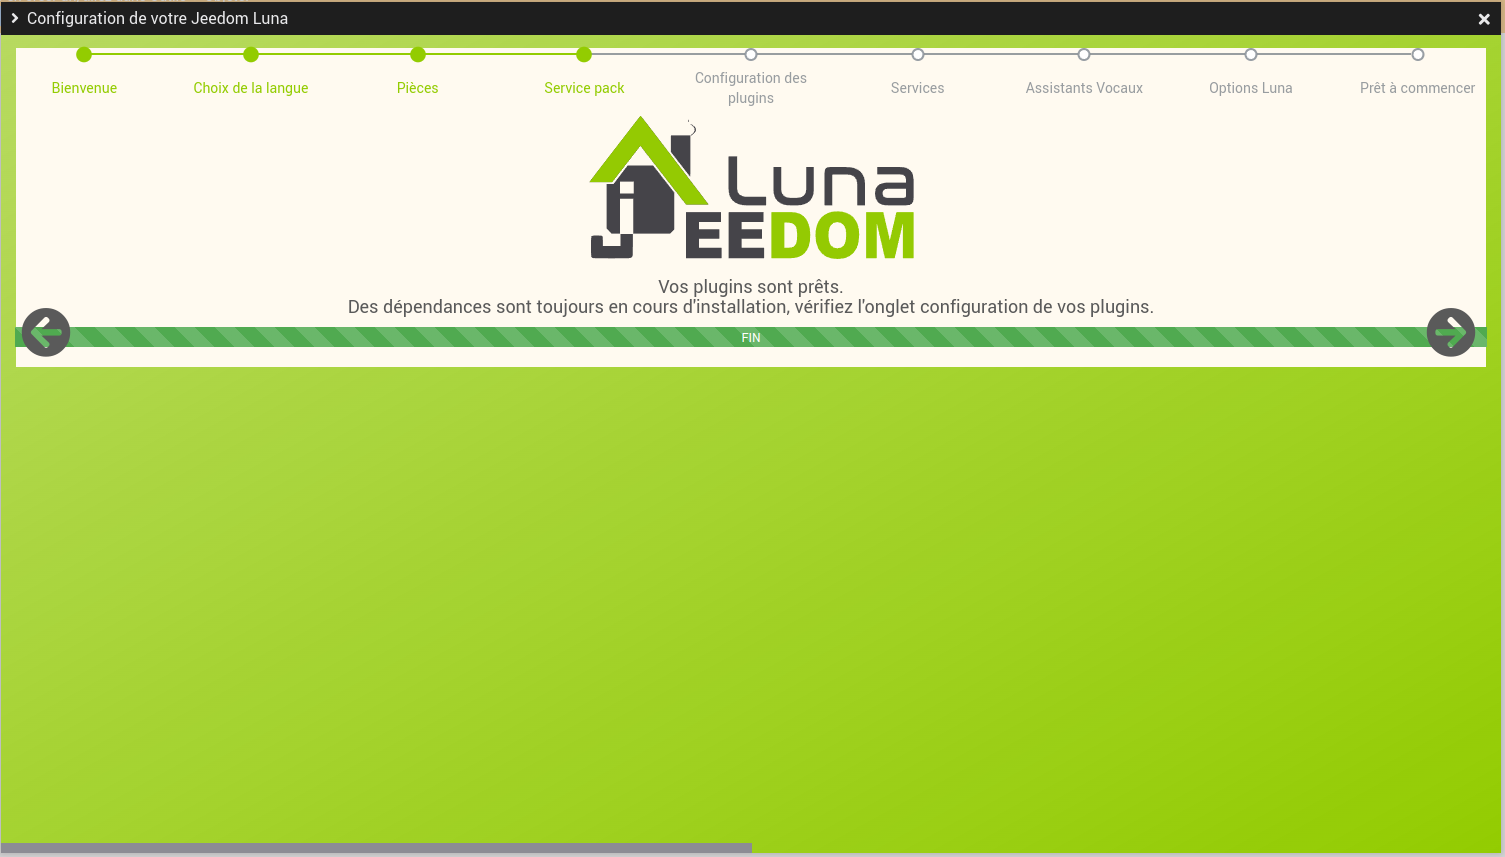 Configuration de votre Jeedom Luna
Bienvenue
Choix de la langue
Pièces
Service pack
Configuration des
plugins
Services
Assistants Vocaux
Options Luna
Prêt à commencer
Luna
JEEDOM
Vos plugins sont prêts.
Des dépendances sont toujours en cours d'installation, vérifiez l'onglet configuration de vos plugins.
FIN